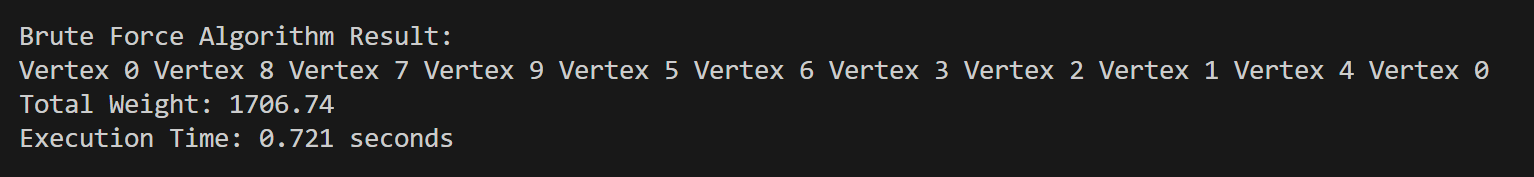 Brute Force Algorithm Result:
Vertex 0 Vertex 8 Vertex 7 Vertex 9 Vertex 5 Vertex 6 Vertex 3 Vertex 2 Vertex 1 Vertex 4 Vertex 0
Total Weight: 1706.74
Execution Time: 0.721 seconds